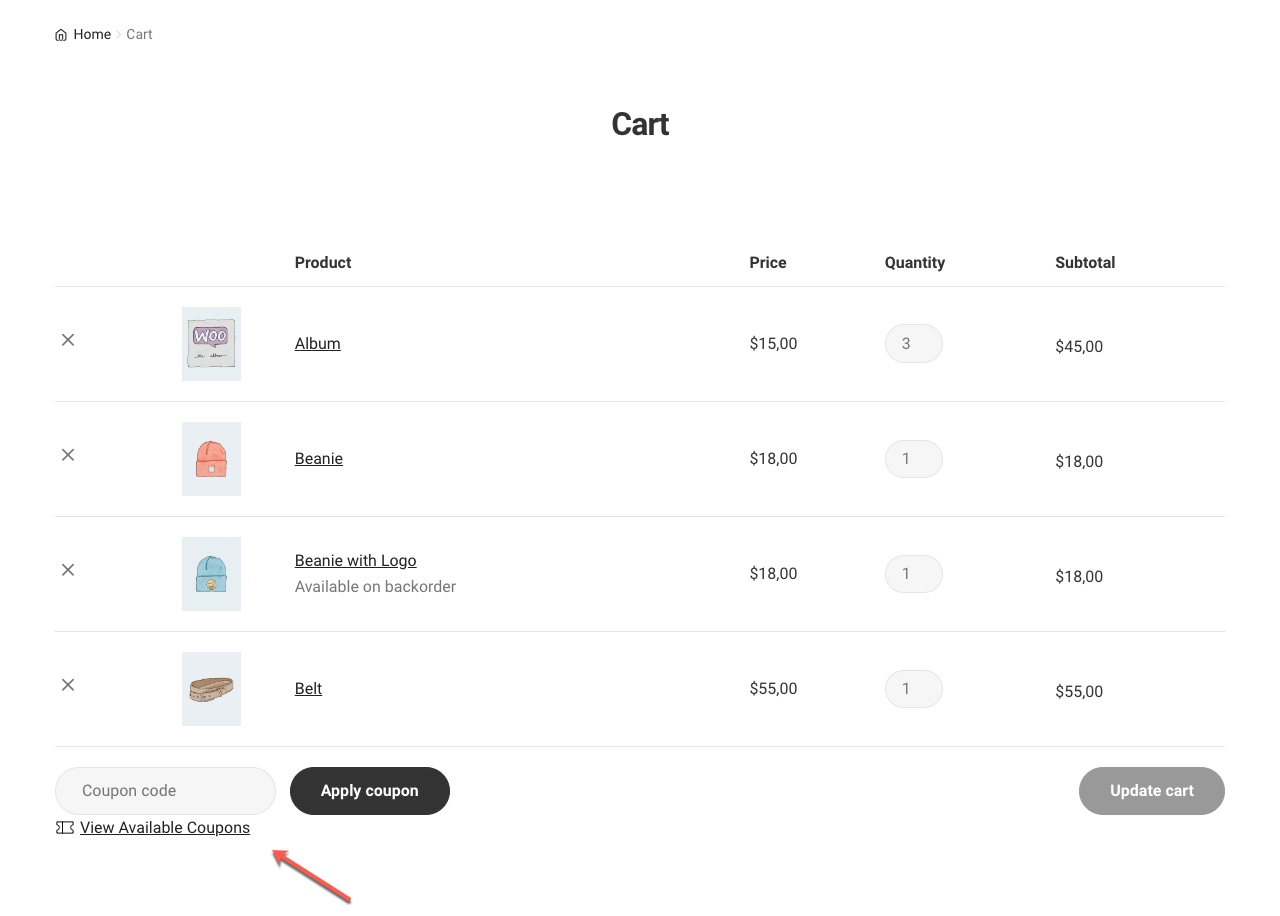 Home Cart
Cart
Product Price Quantity Subtotal
WOO
Album $15,00 3 $45,00
Beanie $18,00 1 $18,00
Beanie with Logo
Available on backorder
$18,00 1 $18,00
Belt $55,00 1 $55,00
Coupon code Apply coupon Update cart
View Available Coupons